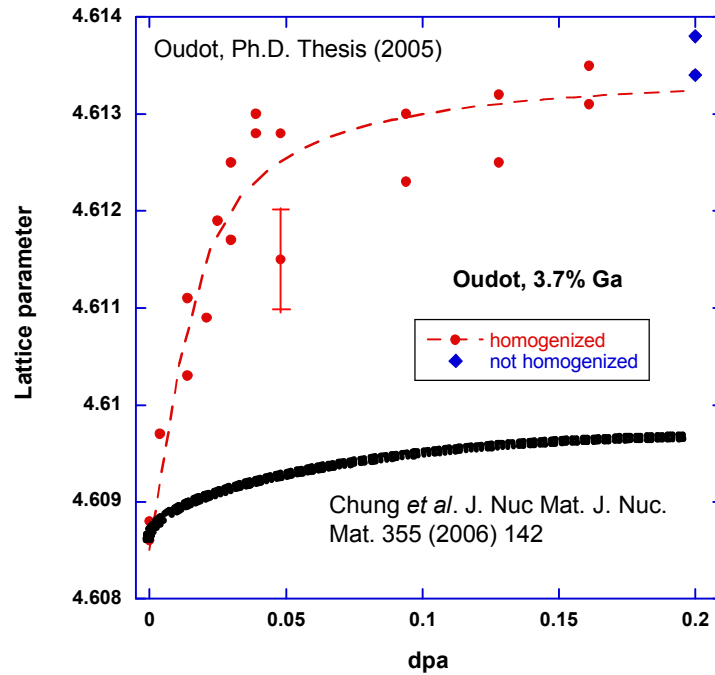 4.614
Oudot, Ph.D. Thesis (2005)
4.613
4.612
Lattice parameter
4.611
Oudot, 3.7% Ga
homogenized
not homogenized
4.61
4.609
Chung et al. J. Nuc Mat. J. Nuc.
Mat. 355 (2006) 142
4.608
0 0.05 0.1 0.15 0.2
dpa